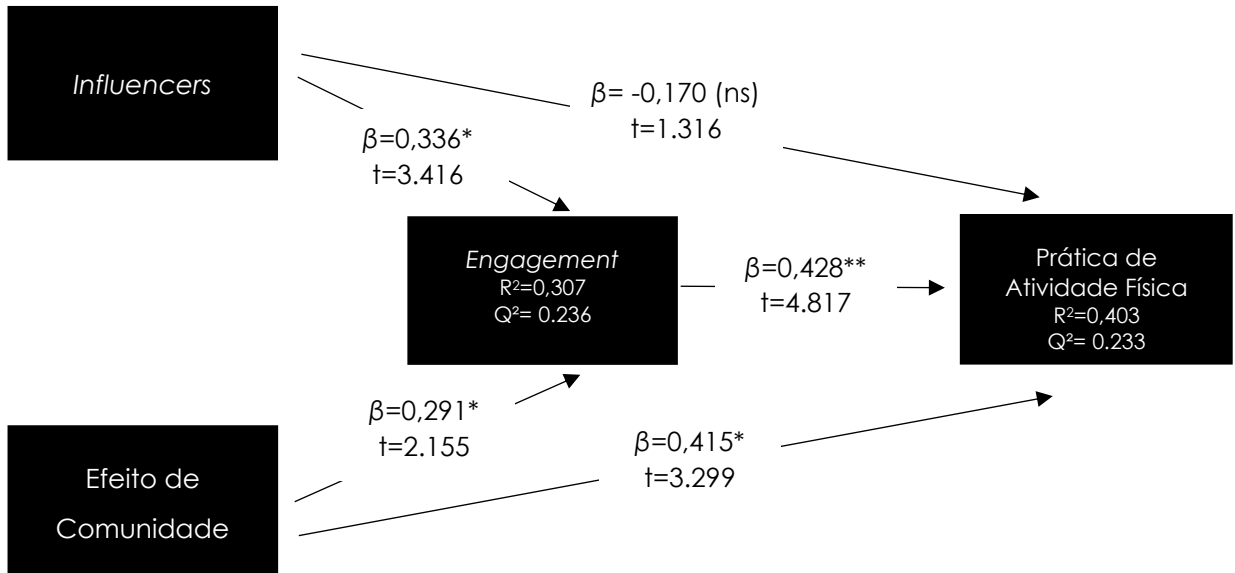 Influencers
β= -0,170 (ns)
t=1.316
β=0,336*
t=3.416
Engagement
R²=0,307
Q²= 0.236
β=0,428**
t=4.817
Prática de
Atividade Física
R²=0,403
Q²= 0.233
β=0,291*
t=2.155
β=0,415*
t=3.299
Efeito de
Comunidade